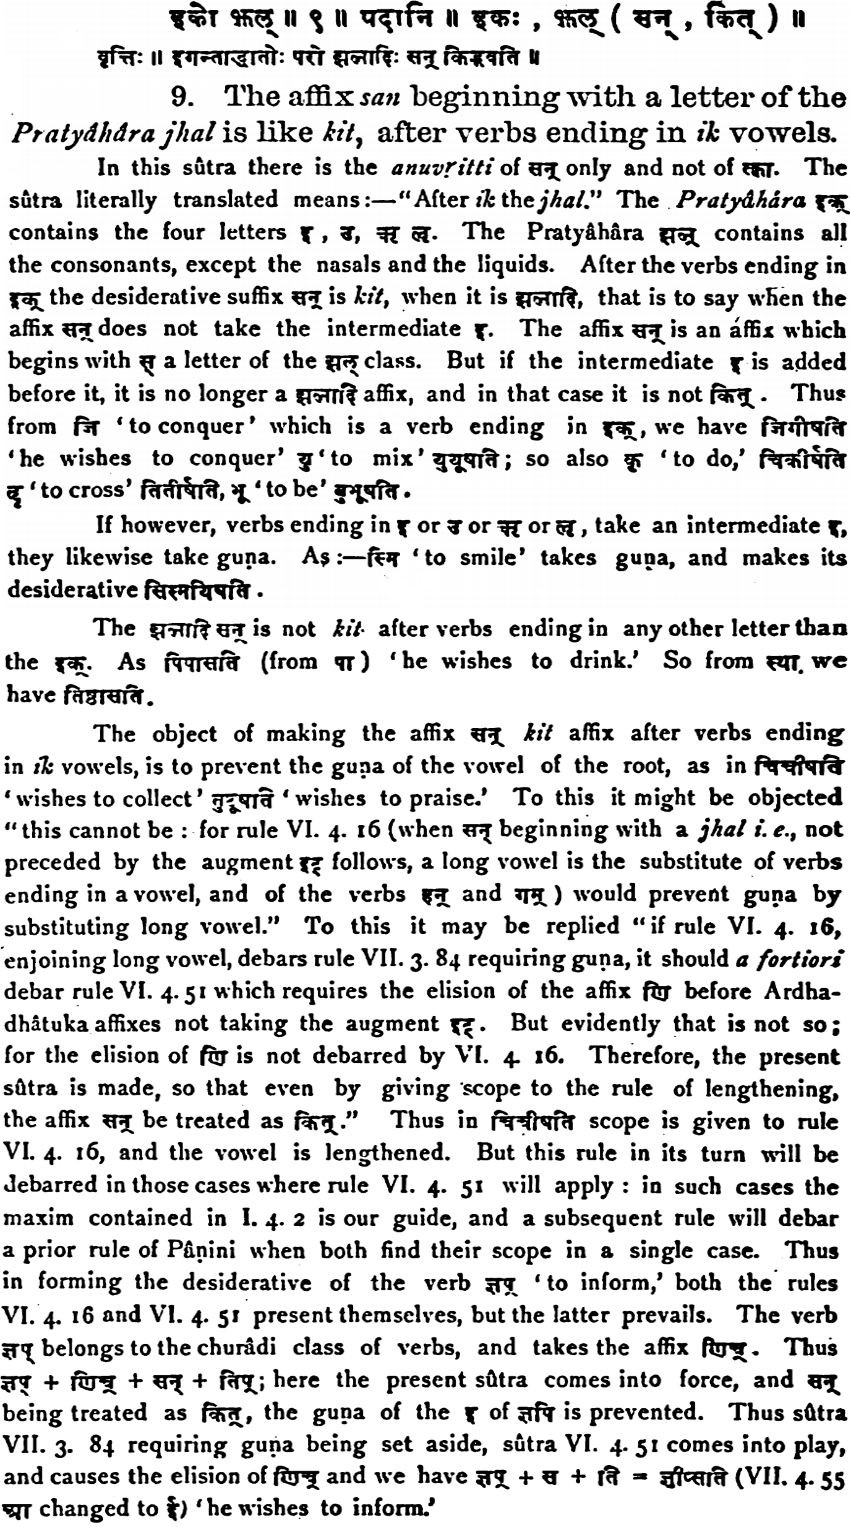 इको झल् ॥ ९ ॥ पदानि ॥ इकः , झल् ( सन् , कित् ) ॥
वृत्तिः ॥ इगन्ताद्धातोः परो झलादिः सन् किद्भवति ॥
9. The affix san beginning with a letter of the
Pratyâhâra jhal is like kit, after verbs ending in ik vowels.
In this sûtra there is the anuvṛitti of सन् only and not of त्का. The
sûtra literally translated means:—"After ik the jhal." The Pratyâhára इक्
contains the four letters इ , उ, ऋ ऌ. The Pratyâhâra झल् contains all
the consonants, except the nasals and the liquids. After the verbs ending in
इक् the desiderative suffix सन् is kit, when it is झलादि, that is to say when the
affix सन् does not take the intermediate इ. The affix सन् is an áffix which
begins with स् a letter of the झल् class. But if the intermediate इ is added
before it, it is no longer a झलादि affix, and in that case it is not कित् . Thus
from जि 'to conquer' which is a verb ending in इक्, we have जिगीषति
'he wishes to conquer' यु 'to mix' युयूषति ; so also कृ 'to do,' चिकीर्षति
तॄ 'to cross' तितीर्षति, भू 'to be' बुभूषति .
If however, verbs ending in इ or उ or ऋ or ऌ , take an intermediate इ,
they likewise take guṇa. As :—स्मि 'to smile' takes guṇa, and makes its
desiderative सिस्मयिषति .
The झलादि सन् is not kit after verbs ending in any other letter than
the इक्. As पिपासति (from पा ) 'he wishes to drink.' So from स्था we
have तिष्ठासति .
The object of making the affix सन् kit affix after verbs ending
in ik vowels, is to prevent the guṇa of the vowel of the root, as in चिचीषति
'wishes to collect' तुष्टूषति 'wishes to praise.' To this it might be objected
"this cannot be : for rule VI. 4. 16 (when सन् beginning with a jhal i. e., not
preceded by the augment इट् follows, a long vowel is the substitute of verbs
ending in a vowel, and of the verbs हन् and गम् ) would prevent guṇa by
substituting long vowel." To this it may be replied "if rule VI. 4. 16,
enjoining long vowel, debars rule VII. 3. 84 requiring guṇa, it should a fortiori
debar rule VI. 4. 51 which requires the elision of the affix णि before Ardha-
dhâtuka affixes not taking the augment इट् . But evidently that is not so ;
for the elision of णि is not debarred by VI. 4. 16. Therefore, the present
sûtra is made, so that even by giving scope to the rule of lengthening,
the affix सन् be treated as कित् ." Thus in चिचीषति scope is given to rule
VI. 4. 16, and the vowel is lengthened. But this rule in its turn will be
debarred in those cases where rule VI. 4. 51 will apply : in such cases the
maxim contained in I. 4. 2 is our guide, and a subsequent rule will debar
a prior rule of Pâṇini when both find their scope in a single case. Thus
in forming the desiderative of the verb ज्ञप् 'to inform,' both the rules
VI. 4. 16 and VI. 4. 51 present themselves, but the latter prevails. The verb
ज्ञप् belongs to the churâdi class of verbs, and takes the affix णिच् . Thus
ज्ञप् + णिच् + सन् + तिप् ; here the present sûtra comes into force, and सन्
being treated as कित्, the guṇa of the इ of ज्ञपि is prevented. Thus sûtra
VII. 3. 84 requiring guṇa being set aside, sûtra VI. 4. 51 comes into play,
and causes the elision of णिच् and we have ज्ञप् + स + ति = ज्ञीप्सति (VII. 4. 55
आ changed to ई) 'he wishes to inform.'